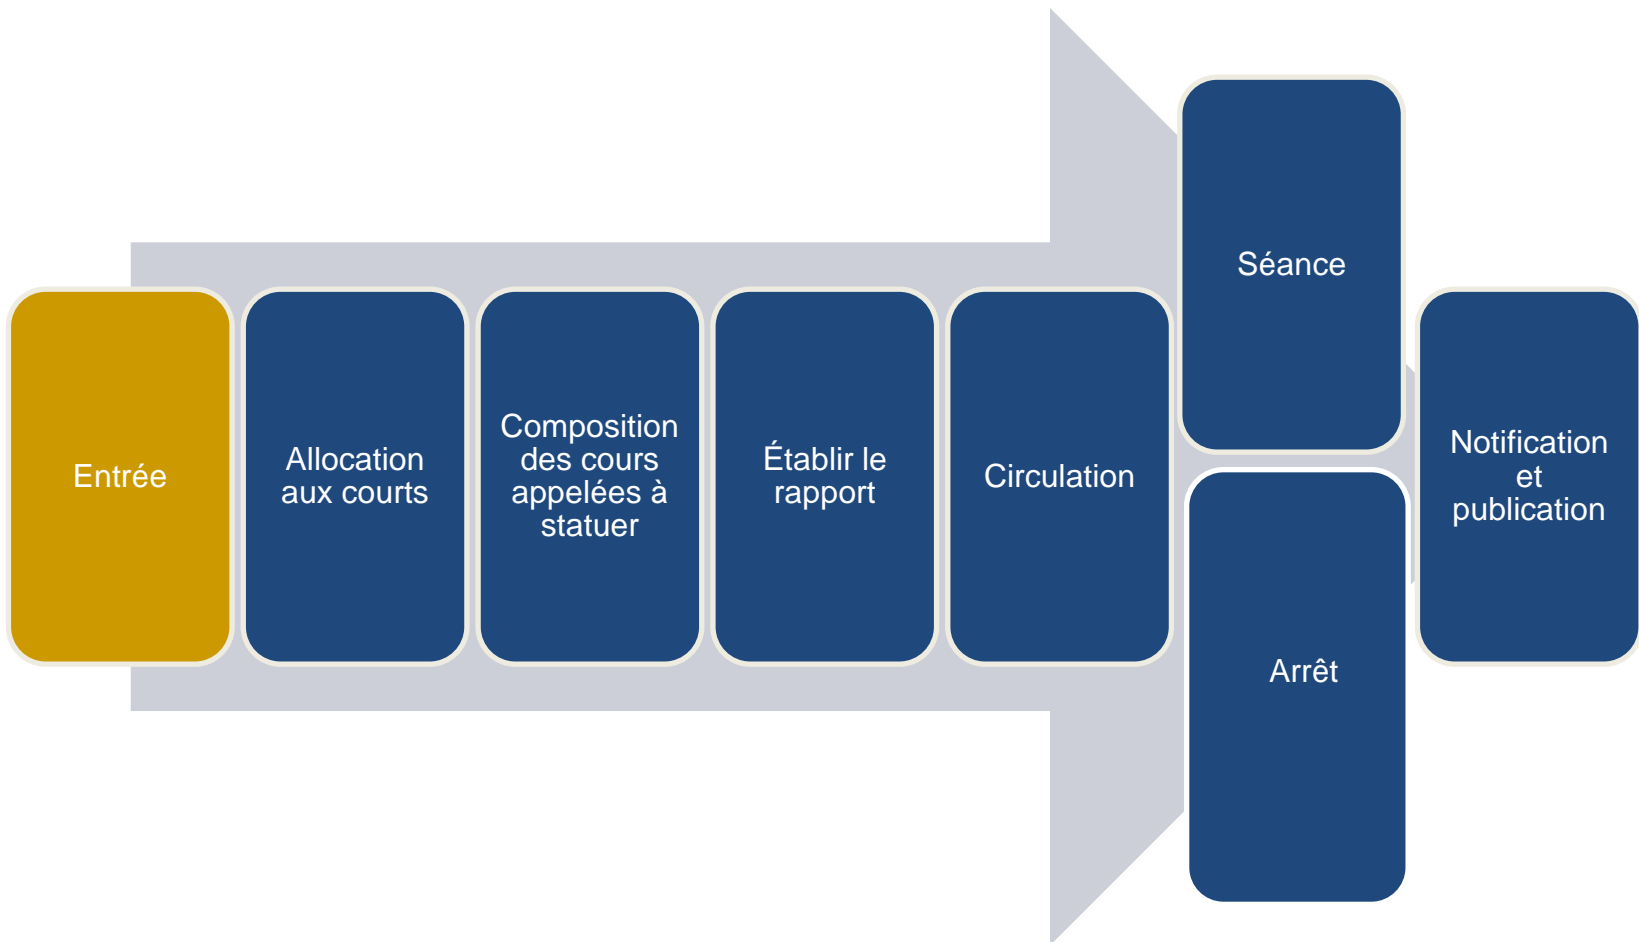 Entrée
Allocation
aux courts
Composition
des cours
appelées à
statuer
Établir le
rapport
Circulation
Séance
Arrêt
Notification
et
publication